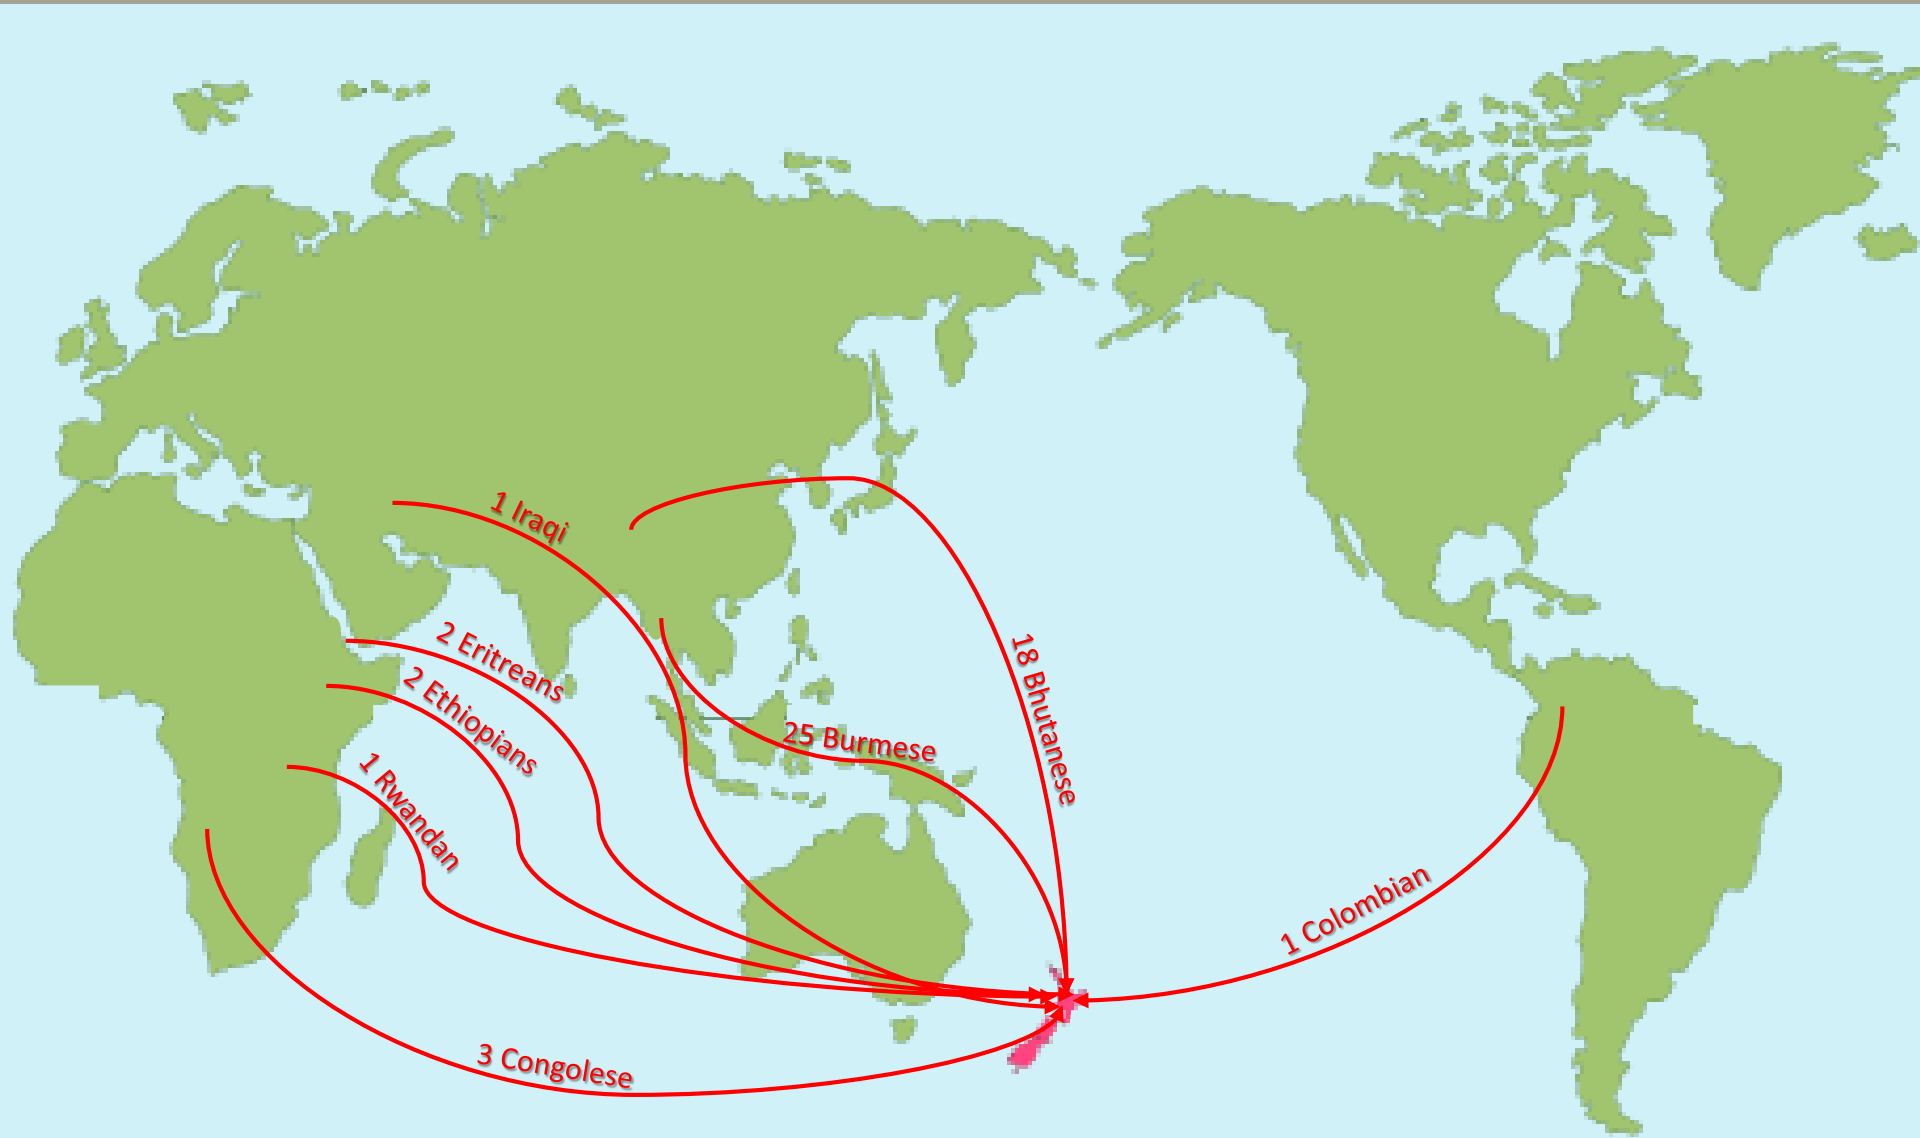 1 Iraqi
2 Eritreans
2 Ethiopians
1 Rwandan
3 Congolese
25 Burmese
18 Bhutanese
1 Colombian